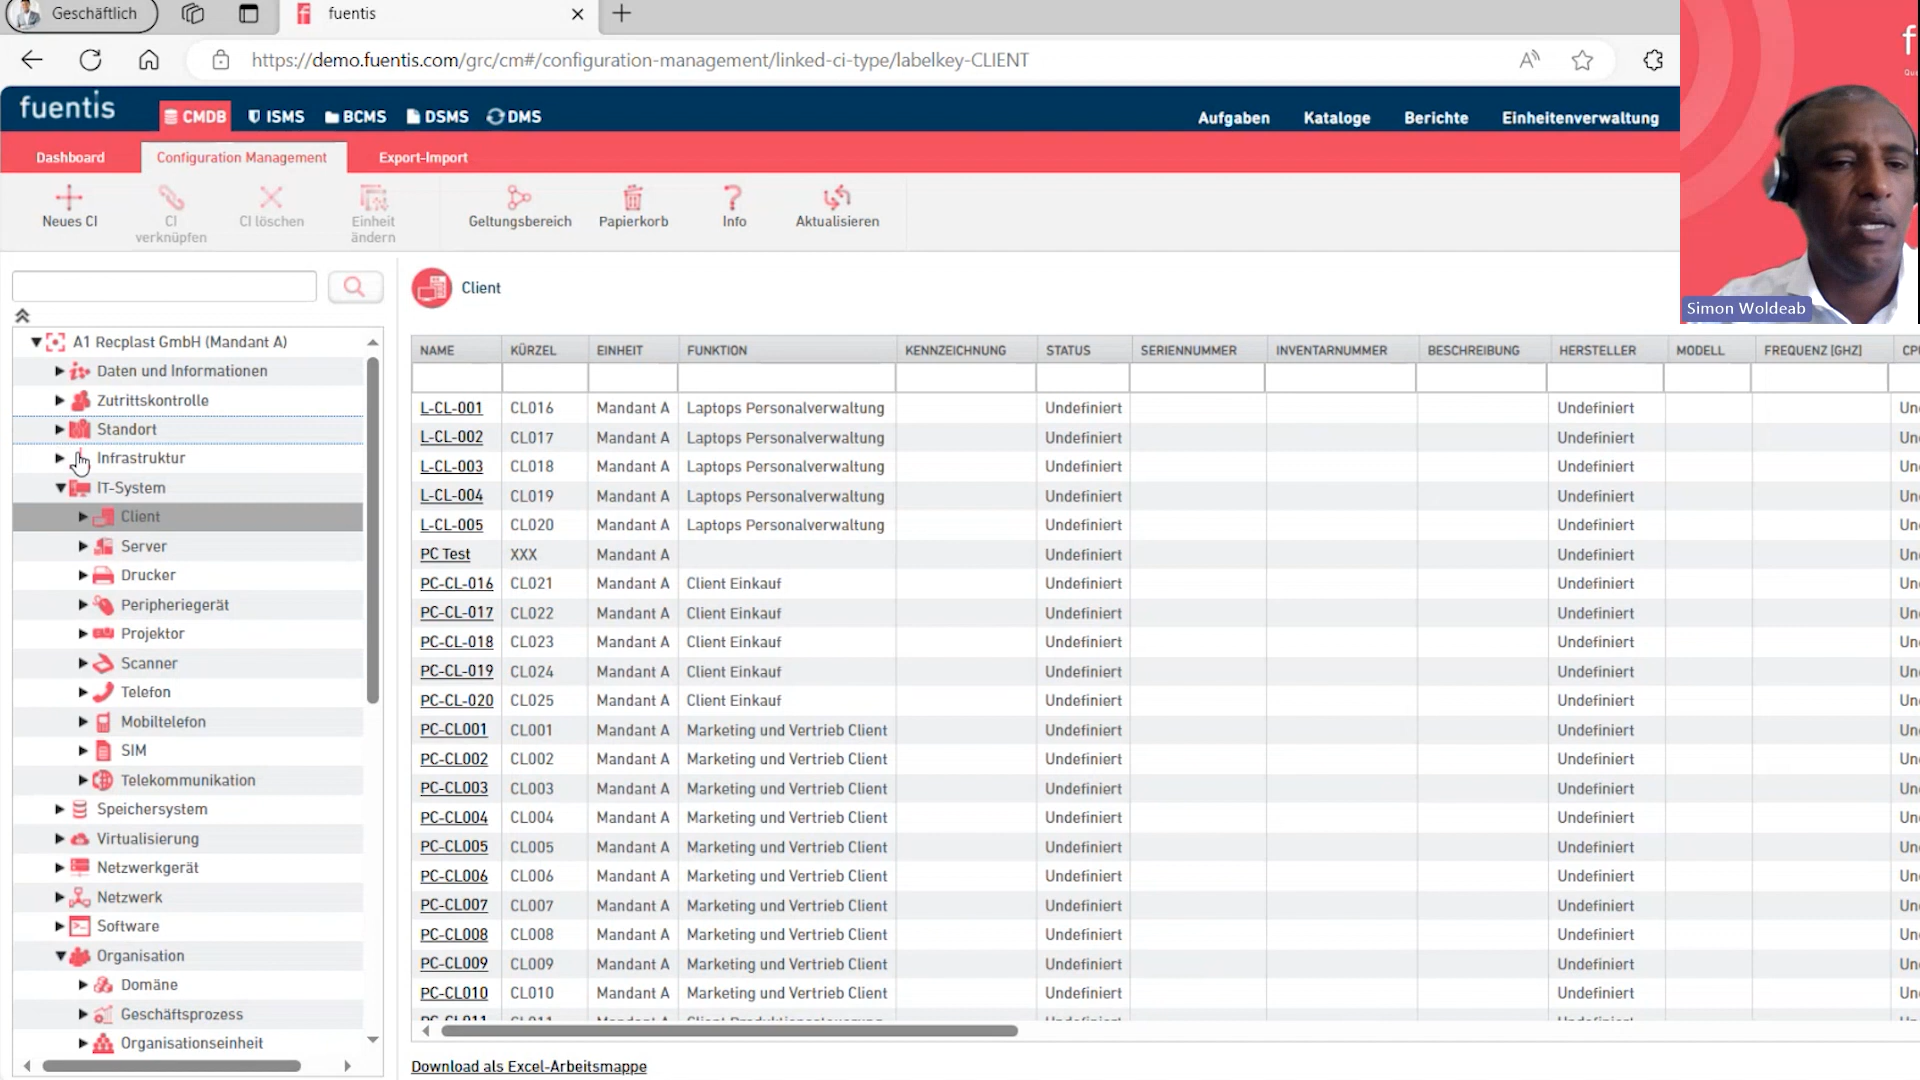 Geschäftlich
fuentis
https://demo.fuentis.com/grc/cm#/configuration-management/linked-ci-type/labelkey-CLIENT
fuentis
CMDB ISMS BCMS DSMS DMS
Aufgaben Kataloge Berichte Einheitenverwaltung
Dashboard Configuration Management Export-Import
Neues CI
CI verknüpfen
CI löschen
Einheit ändern
Geltungsbereich
Papierkorb
Info
Aktualisieren
Simon Woldeab
A1 Recplast GmbH (Mandant A)
Daten und Informationen
Zutrittskontrolle
Standort
Infrastruktur
IT-System
Client
Server
Drucker
Peripheriegerät
Projektor
Scanner
Telefon
Mobiltelefon
SIM
Telekommunikation
Speichersystem
Virtualisierung
Netzwerkgerät
Netzwerk
Software
Organisation
Domäne
Geschäftsprozess
Organisationseinheit
Client
NAME KÜRZEL EINHEIT FUNKTION KENNZEICHNUNG STATUS SERIENNUMMER INVENTARNUMMER BESCHREIBUNG HERSTELLER MODELL FREQUENZ [GHZ]
L-CL-001 CL016 Mandant A Laptops Personalverwaltung Undefiniert Undefiniert
L-CL-002 CL017 Mandant A Laptops Personalverwaltung Undefiniert Undefiniert
L-CL-003 CL018 Mandant A Laptops Personalverwaltung Undefiniert Undefiniert
L-CL-004 CL019 Mandant A Laptops Personalverwaltung Undefiniert Undefiniert
L-CL-005 CL020 Mandant A Laptops Personalverwaltung Undefiniert Undefiniert
PC Test XXX Mandant A Undefiniert Undefiniert
PC-CL-016 CL021 Mandant A Client Einkauf Undefiniert Undefiniert
PC-CL-017 CL022 Mandant A Client Einkauf Undefiniert Undefiniert
PC-CL-018 CL023 Mandant A Client Einkauf Undefiniert Undefiniert
PC-CL-019 CL024 Mandant A Client Einkauf Undefiniert Undefiniert
PC-CL-020 CL025 Mandant A Client Einkauf Undefiniert Undefiniert
PC-CL001 CL001 Mandant A Marketing und Vertrieb Client Undefiniert Undefiniert
PC-CL002 CL002 Mandant A Marketing und Vertrieb Client Undefiniert Undefiniert
PC-CL003 CL003 Mandant A Marketing und Vertrieb Client Undefiniert Undefiniert
PC-CL004 CL004 Mandant A Marketing und Vertrieb Client Undefiniert Undefiniert
PC-CL005 CL005 Mandant A Marketing und Vertrieb Client Undefiniert Undefiniert
PC-CL006 CL006 Mandant A Marketing und Vertrieb Client Undefiniert Undefiniert
PC-CL007 CL007 Mandant A Marketing und Vertrieb Client Undefiniert Undefiniert
PC-CL008 CL008 Mandant A Marketing und Vertrieb Client Undefiniert Undefiniert
PC-CL009 CL009 Mandant A Marketing und Vertrieb Client Undefiniert Undefiniert
PC-CL010 CL010 Mandant A Marketing und Vertrieb Client Undefiniert Undefiniert
Download als Excel-Arbeitsmappe